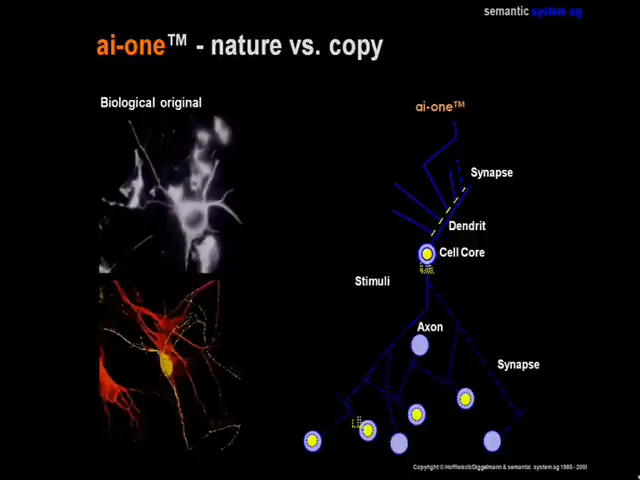 semantic system ag
ai-one™ - nature vs. copy
Biological original
ai-one™
Synapse
Dendrit
Cell Core
Stimuli
Axon
Synapse
Copyright © Hoffleisch/Diggelmann & semantic system ag 1985 - 200